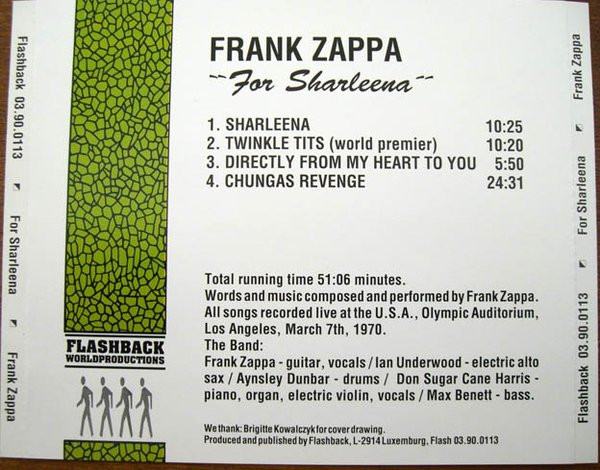 Flashback 03.90.0113 For Sharleena Frank Zappa
FRANK ZAPPA
~~For Sharleena~~
1. SHARLEENA 10:25
2. TWINKLE TITS (world premier) 10:20
3. DIRECTLY FROM MY HEART TO YOU 5:50
4. CHUNGAS REVENGE 24:31
Total running time 51:06 minutes.
Words and music composed and performed by Frank Zappa.
All songs recorded live at the U.S.A., Olympic Auditorium,
Los Angeles, March 7th, 1970.
The Band:
Frank Zappa - guitar, vocals / Ian Underwood - electric alto
sax / Aynsley Dunbar - drums / Don Sugar Cane Harris -
piano, organ, electric violin, vocals / Max Benett - bass.
We thank: Brigitte Kowalczyk for cover drawing.
Produced and published by Flashback, L-2914 Luxemburg, Flash 03.90.0113
FLASHBACK
WORLDPRODUCTIONS
Frank Zappa For Sharleena Flashback 03.90.0113